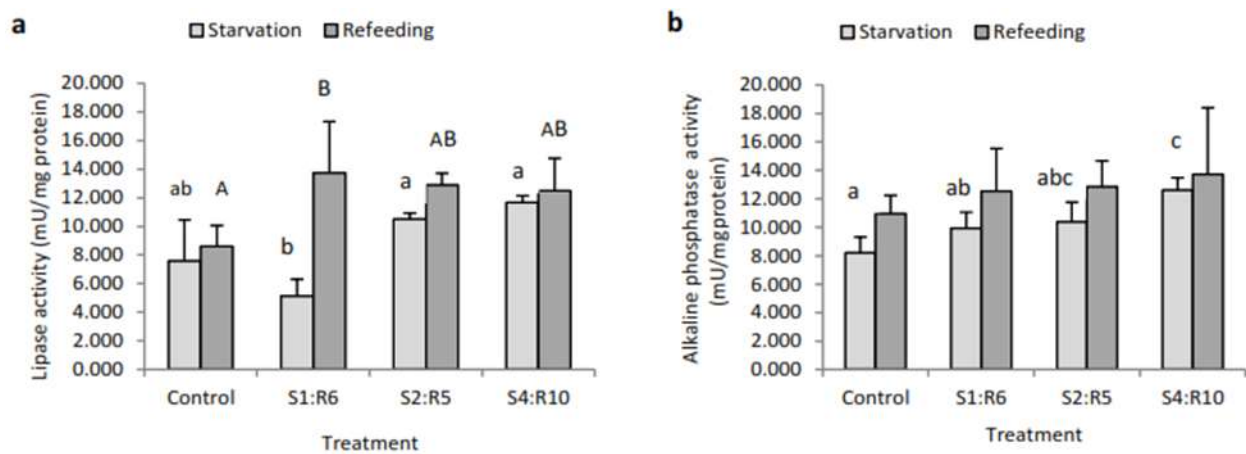 a
Starvation Refeeding
Lipase activity (mU/mg protein)
20.000
18.000
16.000
14.000
12.000
10.000
8.000
6.000
4.000
2.000
0.000
ab A b B a AB a AB
Control S1:R6 S2:R5 S4:R10
Treatment
b
Starvation Refeeding
Alkaline phosphatase activity
(mU/mgprotein)
20.000
18.000
16.000
14.000
12.000
10.000
8.000
6.000
4.000
2.000
0.000
a ab abc c
Control S1:R6 S2:R5 S4:R10
Treatment